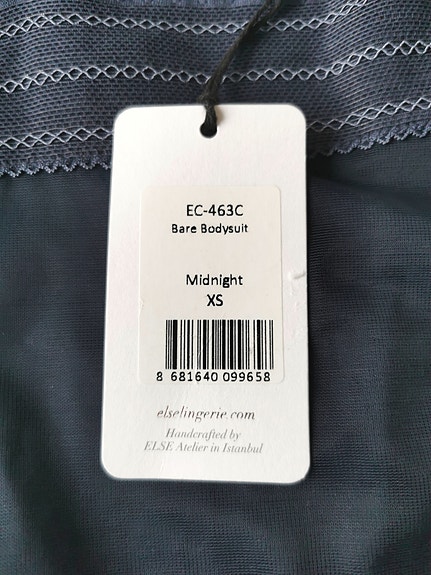 EC-463C
Bare Bodysuit
Midnight
XS
8 681640 099658
elselingerie.com
Handcrafted by
ELSE Atelier in Istanbul